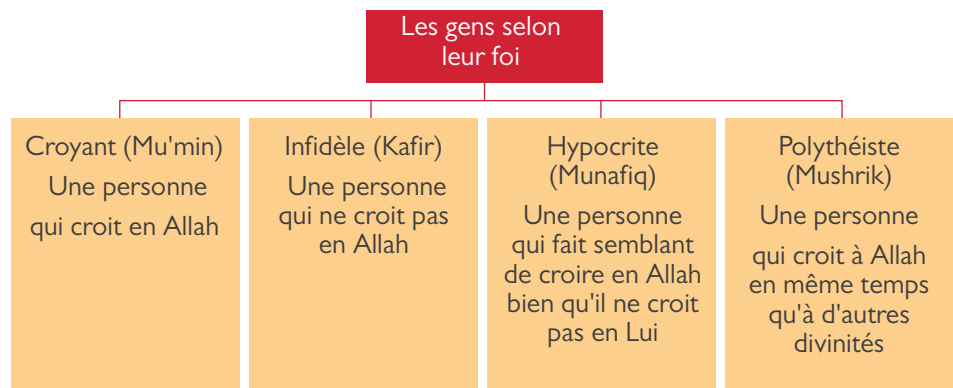 Les gens selon
leur foi
Croyant (Mu'min)
Une personne
qui croit en Allah
Infidèle (Kafir)
Une personne
qui ne croit pas
en Allah
Hypocrite
(Munafiq)
Une personne
qui fait semblant
de croire en Allah
bien qu'il ne croit
pas en Lui
Polythéiste
(Mushrik)
Une personne
qui croit à Allah
en même temps
qu'à d'autres
divinités